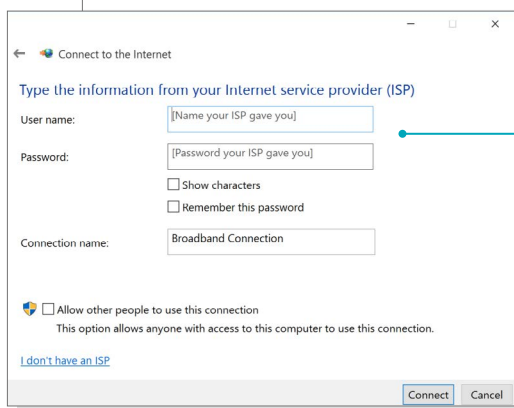 Connect to the Internet
Type the information from your Internet service provider (ISP)
User name:
[Name your ISP gave you]
Password:
[Password your ISP gave you]
Show characters
Remember this password
Connection name:
Broadband Connection
Allow other people to use this connection
This option allows anyone with access to this computer to use this connection.
I don't have an ISP
Connect
Cancel